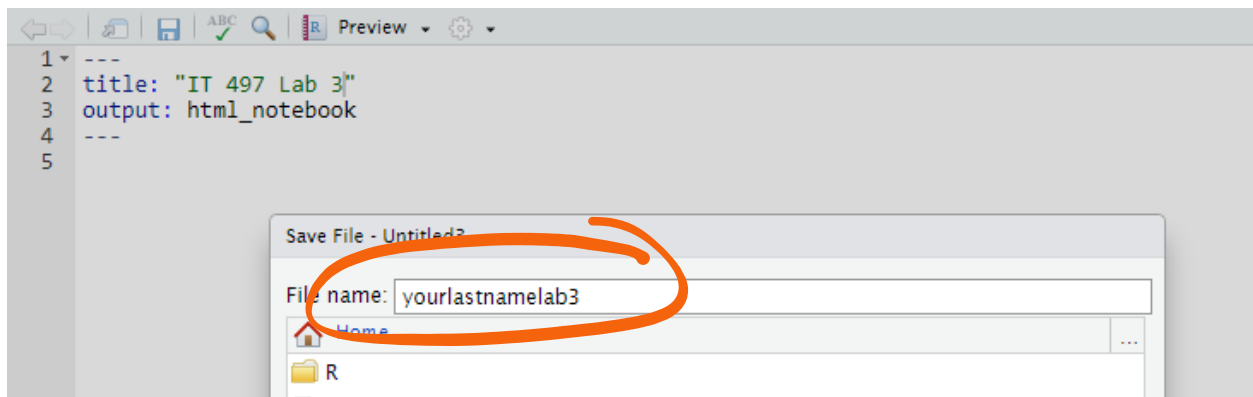 ABC R Preview
1 ---
2 title: "IT 497 Lab 3"
3 output: html_notebook
4 ---
5
Save File - Untitled3
File name: yourlastnamelab3
Home ...
R